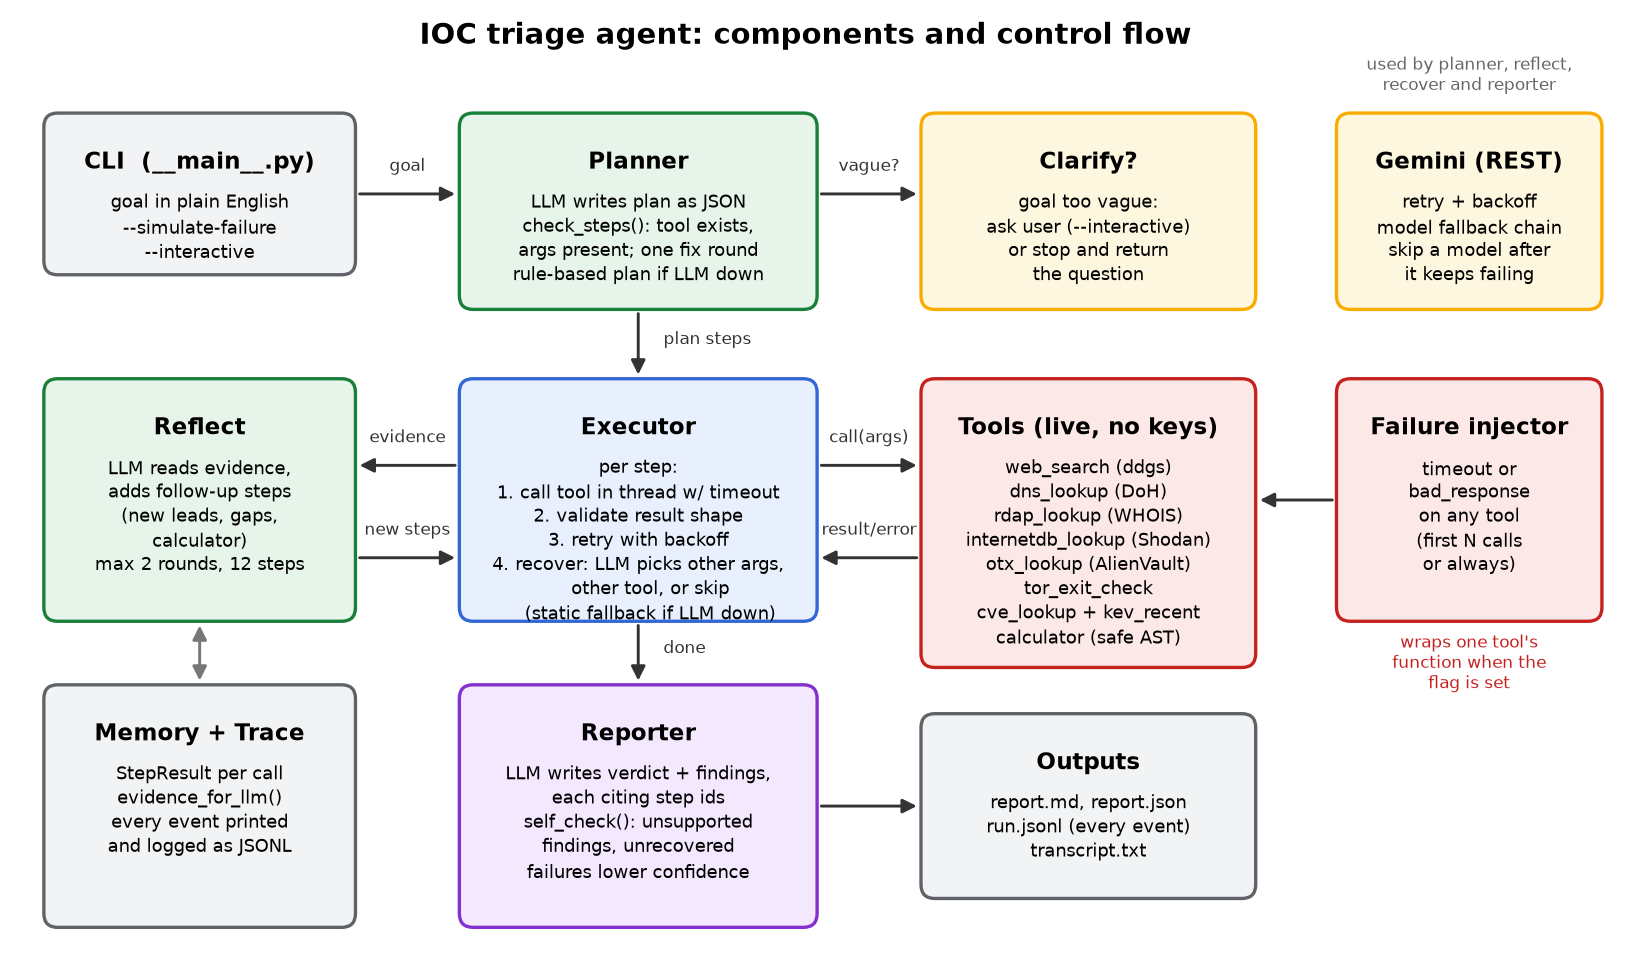 IOC triage agent: components and control flow
used by planner, reflect,
recover and reporter
CLI  (__main__.py)
goal in plain English
--simulate-failure
--interactive
goal
Planner
LLM writes plan as JSON
check_steps(): tool exists,
args present; one fix round
rule-based plan if LLM down
vague?
Clarify?
goal too vague:
ask user (--interactive)
or stop and return
the question
Gemini (REST)
retry + backoff
model fallback chain
skip a model after
it keeps failing
plan steps
Reflect
LLM reads evidence,
adds follow-up steps
(new leads, gaps,
calculator)
max 2 rounds, 12 steps
evidence
new steps
Executor
per step:
1. call tool in thread w/ timeout
2. validate result shape
3. retry with backoff
4. recover: LLM picks other args,
other tool, or skip
(static fallback if LLM down)
call(args)
result/error
Tools (live, no keys)
web_search (ddgs)
dns_lookup (DoH)
rdap_lookup (WHOIS)
internetdb_lookup (Shodan)
otx_lookup (AlienVault)
tor_exit_check
cve_lookup + kev_recent
calculator (safe AST)
Failure injector
timeout or
bad_response
on any tool
(first N calls
or always)
wraps one tool's
function when the
flag is set
done
Memory + Trace
StepResult per call
evidence_for_llm()
every event printed
and logged as JSONL
Reporter
LLM writes verdict + findings,
each citing step ids
self_check(): unsupported
findings, unrecovered
failures lower confidence
Outputs
report.md, report.json
run.jsonl (every event)
transcript.txt